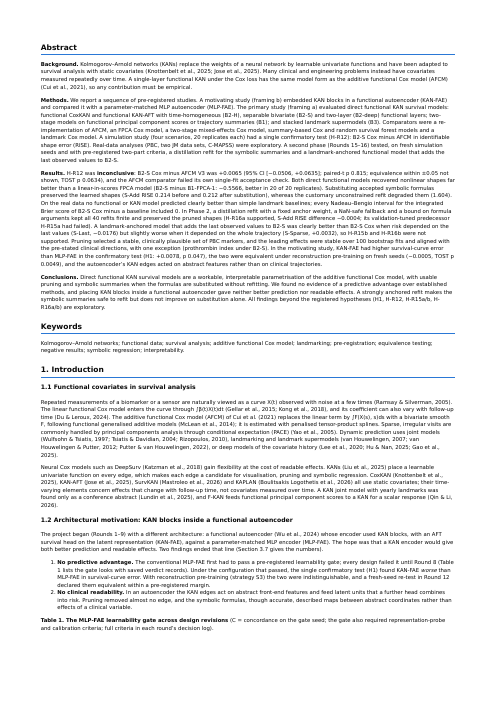 Abstract
Background. Kolmogorov–Arnold networks (KANs) replace the weights of a neural network by learnable univariate functions and have been adapted to
survival analysis with static covariates (Knottenbelt et al., 2025; Jose et al., 2025). Many clinical and engineering problems instead have covariates
measured repeatedly over time. A single-layer functional KAN under the Cox loss has the same model form as the additive functional Cox model (AFCM)
(Cui et al., 2021), so any contribution must be empirical.
Methods. We report a sequence of pre-registered studies. A motivating study (framing b) embedded KAN blocks in a functional autoencoder (KAN-FAE)
and compared it with a parameter-matched MLP autoencoder (MLP-FAE). The primary study (framing a) evaluated direct functional KAN survival models:
functional CoxKAN and functional KAN-AFT with time-homogeneous (B2-H), separable bivariate (B2-S) and two-layer (B2-deep) functional layers; two-
stage models on principal component scores or trajectory summaries (B1); and stacked landmark supermodels (B3). Comparators were a re-
implementation of AFCM, an FPCA Cox model, a two-stage mixed-effects Cox model, summary-based Cox and random survival forest models and a
landmark Cox model. A simulation study (four scenarios, 20 replicates each) had a single confirmatory test (H-R12): B2-S-Cox minus AFCM in identifiable
shape error (RISE). Real-data analyses (PBC, two JM data sets, C-MAPSS) were exploratory. A second phase (Rounds 15–16) tested, on fresh
simulation seeds and with pre-registered two-part criteria, a distillation refit for the symbolic summaries and a landmark-anchored functional model that adds the
last observed values to B2-S.
Results. H-R12 was inconclusive: B2-S-Cox minus AFCM V3 was +0.0065 (95% CI [−0.0506, +0.0635]; paired-t p 0.815; equivalence within ±0.05 not
shown, TOST p 0.0634), and the AFCM comparator failed its own single-fit acceptance check. Both direct functional models recovered nonlinear shapes far
better than a linear-in-scores FPCA model (B2-S minus B1-FPCA-1: −0.5566, better in 20 of 20 replicates). Substituting accepted symbolic formulas
preserved the learned shapes (S-Add RISE 0.214 before and 0.212 after substitution), whereas the customary unconstrained refit degraded them (1.604).
On the real data no functional or KAN model predicted clearly better than simple landmark baselines; every Nadeau-Bengio interval for the integrated
Brier score of B2-S Cox minus a baseline included 0. In Phase 2, a distillation refit with a fixed anchor weight, a NaN-safe fallback and a bound on formula
arguments kept all 40 refits finite and preserved the pruned shapes (H-R16a supported, S-Add RISE difference −0.0004; its validation-tuned predecessor
H-R15a had failed). A landmark-anchored model that adds the last observed values to B2-S was clearly better than B2-S Cox when risk depended on the
last values (S-Last, −0.0176) but slightly worse when it depended on the whole trajectory (S-Sparse, +0.0032), so H-R15b and H-R16b were not
supported. Pruning selected a stable, clinically plausible set of PBC markers, and the leading effects were stable over 100 bootstrap fits and aligned with
the pre-stated clinical directions, with one exception (prothrombin index under B2-S). In the motivating study, KAN-FAE had higher survival-curve error
than MLP-FAE in the confirmatory test (H1: +0.0078, p 0.047), the two were equivalent under reconstruction pre-training on fresh seeds (−0.0005, TOST p
0.0049), and the autoencoder's KAN edges acted on abstract features rather than on clinical trajectories.
Conclusions. Direct functional KAN survival models are a workable, interpretable parametrisation of the additive functional Cox model, with usable
pruning and symbolic summaries when the formulas are substituted without refitting. We found no evidence of a predictive advantage over established
methods, and placing KAN blocks inside a functional autoencoder gave neither better prediction nor readable effects. A strongly anchored refit makes the
symbolic summaries safe to refit but does not improve on substitution alone. All findings beyond the registered hypotheses (H1, H-R12, H-R15a/b, H-
R16a/b) are exploratory.
Keywords
Kolmogorov–Arnold networks; functional data; survival analysis; additive functional Cox model; landmarking; pre-registration; equivalence testing;
negative results; symbolic regression; interpretability.
1. Introduction
1.1 Functional covariates in survival analysis
Repeated measurements of a biomarker or a sensor are naturally viewed as a curve X(t) observed with noise at a few times (Ramsay & Silverman, 2005).
The linear functional Cox model enters the curve through ∫β(t)X(t)dt (Gellar et al., 2015; Kong et al., 2018), and its coefficient can also vary with follow-up
time (Du & Leroux, 2024). The additive functional Cox model (AFCM) of Cui et al. (2021) replaces the linear term by
following functional additive models (McLean et al., 2014); it is estimated with penalised tensor-product splines. Sparse, irregular visits are
commonly handled by principal components analysis through conditional expectation (PACE) (Yao et al., 2005). Dynamic prediction uses joint models
(Wulfsohn & Tsiatis, 1997; Tsiatis & Davidian, 2004; Rizopoulos, 2010), landmarking and landmark supermodels (van Houwelingen, 2007; van
Houwelingen & Putter, 2012; Putter & van Houwelingen, 2022), or deep models of the covariate history (Lee et al., 2020; Hu & Nan, 2025; Gao et al.,
2025).
Neural Cox models such as DeepSurv (Katzman et al., 2018) gain flexibility at the cost of readable effects. KANs (Liu et al., 2025) place a learnable
univariate function on every edge, which makes each edge a candidate for visualisation, pruning and symbolic regression. CoxKAN (Knottenbelt et al.,
2025), KAN-AFT (Jose et al., 2025), SurvKAN (Mastroleo et al., 2026) and KAPLAN (Boulitsakis Logothetis et al., 2026) all use static covariates; their time-
varying elements concern effects that change with follow-up time, not covariates measured over time. A KAN joint model with yearly landmarks was
found only as a conference abstract (Lundin et al., 2025), and F-KAN feeds functional principal component scores to a KAN for a scalar response (Qin & Li,
2026).
1.2 Architectural motivation: KAN blocks inside a functional autoencoder
The project began (Rounds 1–9) with a different architecture: a functional autoencoder (Wu et al., 2024) whose encoder used KAN blocks, with an AFT
survival head on the latent representation (KAN-FAE), against a parameter-matched MLP encoder (MLP-FAE). The hope was that a KAN encoder would give
both better prediction and readable effects. Two findings ended that line (Section 3.7 gives the numbers).
1. No predictive advantage. The conventional MLP-FAE first had to pass a pre-registered learnability gate; every design failed it until Round 8 (Table
1 lists the gate looks with saved verdict records). Under the configuration that passed, the single confirmatory test (H1) found KAN-FAE worse than
MLP-FAE in survival-curve error. With reconstruction pre-training (strategy S3) the two were indistinguishable, and a fresh-seed re-test in Round 12
declared them equivalent within a pre-registered margin.
2. No clinical readability. In an autoencoder the KAN edges act on abstract front-end features and feed latent units that a further head combines
into risk. Pruning removed almost no edge, and the symbolic formulas, though accurate, described maps between abstract coordinates rather than
effects of a clinical variable.
Table 1. The MLP-FAE learnability gate across design revisions (C = concordance on the gate seed; the gate also required representation-probe
and calibration criteria; full criteria in each round's decision log).